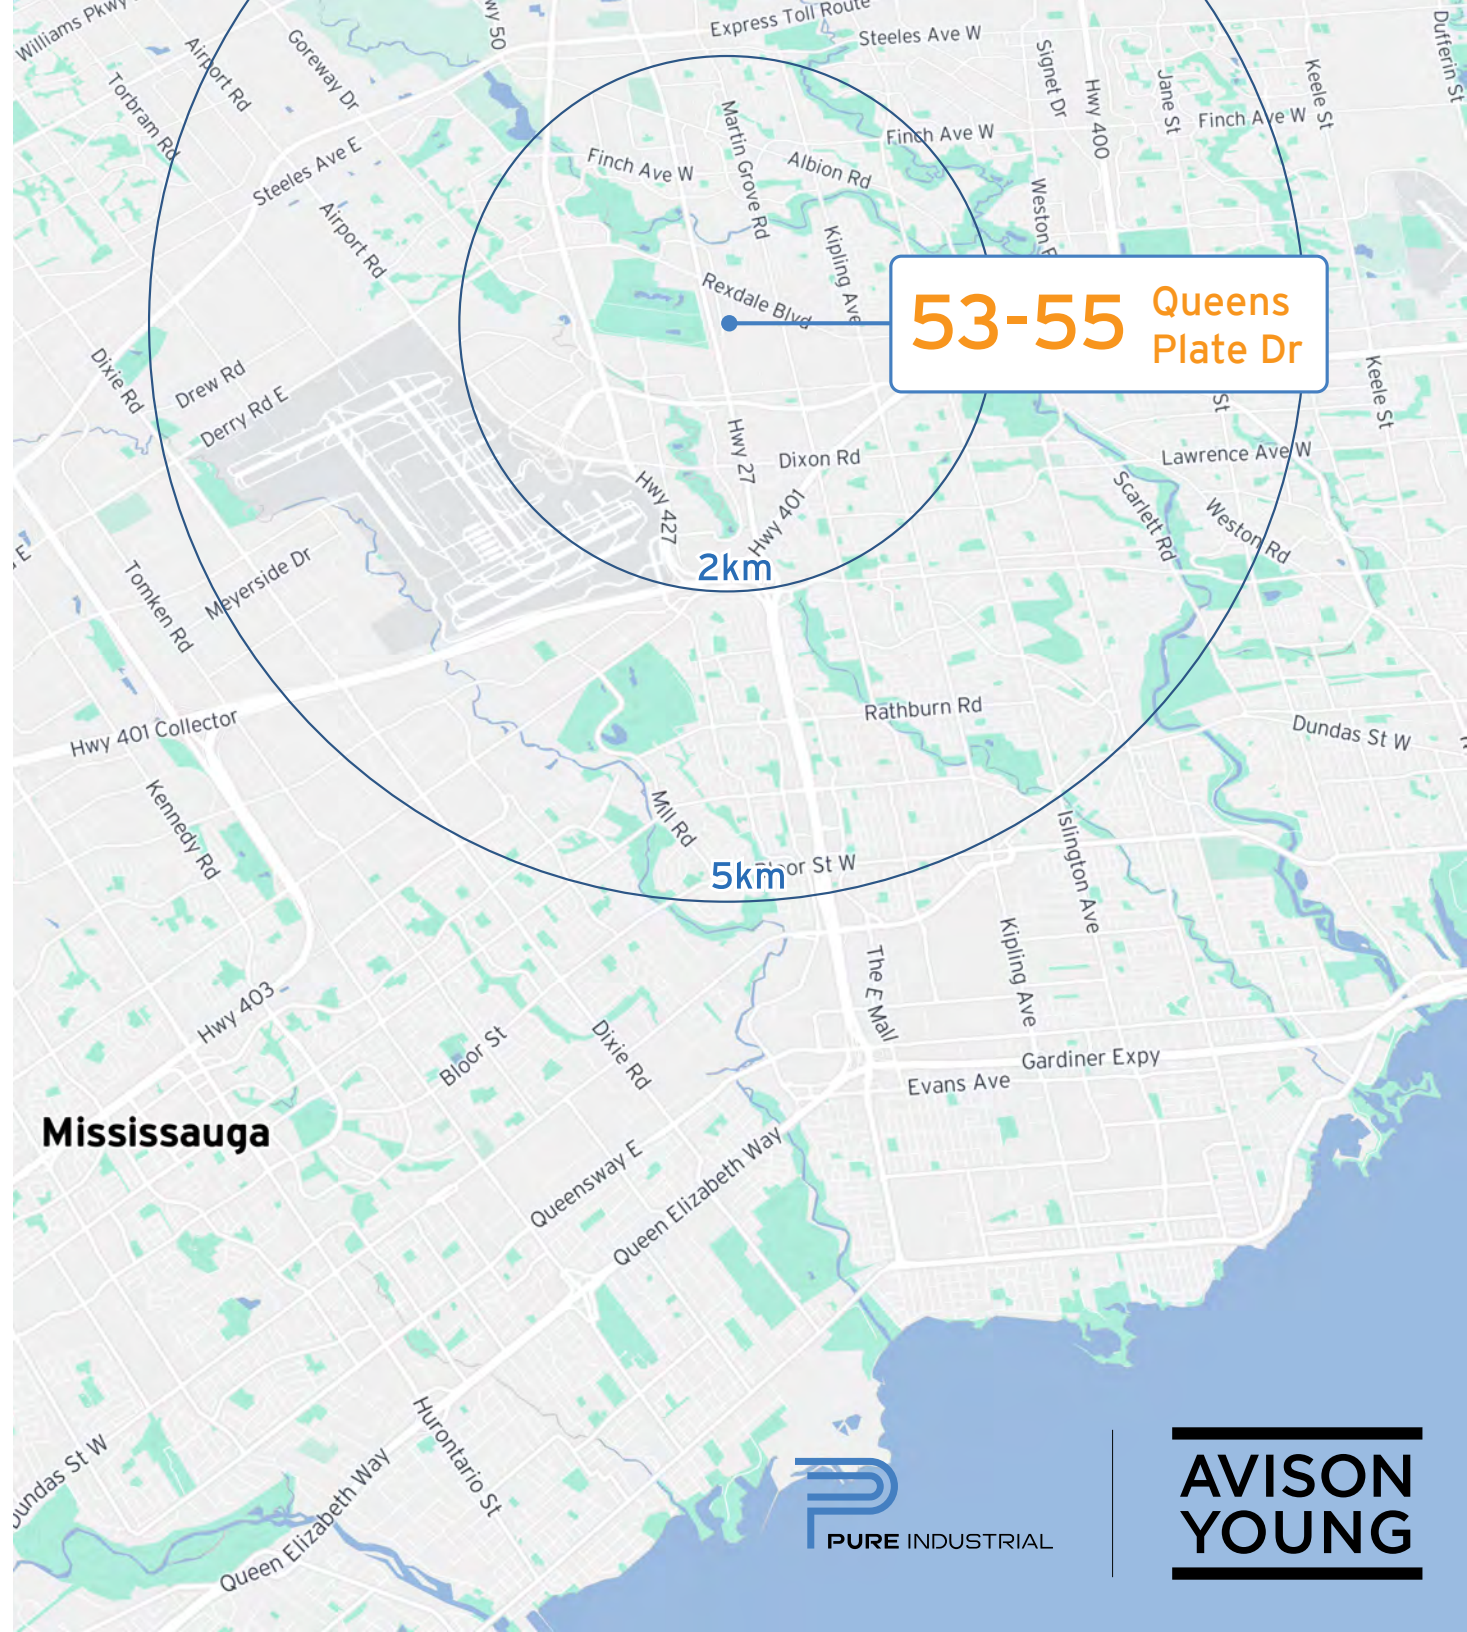 Williams Pkwy
Airport Rd
Goreway Dr
Torbram Rd
Express Toll Route
Steeles Ave W
Signet Dr
Hwy 400
Jane St
Keele St
Dufferin St
Finch Ave W
Finch Ave W
Finch Ave W
Martin Grove Rd
Albion Rd
Steeles Ave E
Airport Rd
Kipling Ave
Rexdale Blvd
53-55
Queens
Plate Dr
Dixie Rd
Drew Rd
Derry Rd E
Keele St
St
Hwy 27
Dixon Rd
Lawrence Ave W
Hwy 427
Hwy 401
Scarlett Rd
Weston Rd
2km
Meyerside Dr
Tomken Rd
Rathburn Rd
Dundas St W
Hwy 401 Collector
Kennedy Rd
Mill Rd
Islington Ave
5km
St W
Hwy 403
Bloor St
Dixie Rd
The E Mall
Kipling Ave
Gardiner Expy
Evans Ave
Mississauga
Queensway E
Queen Elizabeth Way
Hurontario St
St W
Queen Elizabeth Way
PURE INDUSTRIAL
AVISON
YOUNG